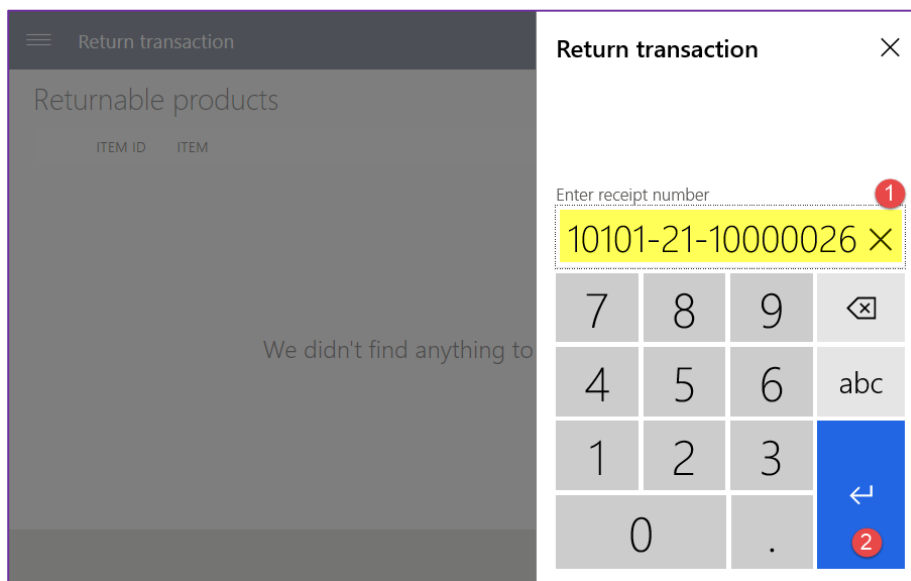 Return transaction
Returnable products
ITEM ID ITEM
We didn't find anything to
Return transaction
Enter receipt number
1
10101-21-10000026
7 8 9
4 5 6 abc
1 2 3
0 .
2